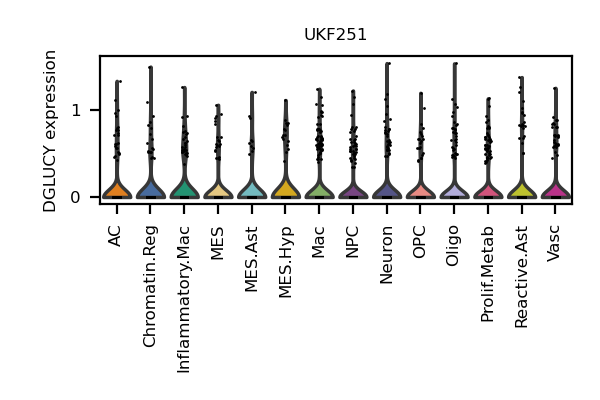 UKF251
DGLUCY expression
1
0
AC
Chromatin.Reg
Inflammatory.Mac
MES
MES.Ast
MES.Hyp
Mac
NPC
Neuron
OPC
Oligo
Prolif.Metab
Reactive.Ast
Vasc